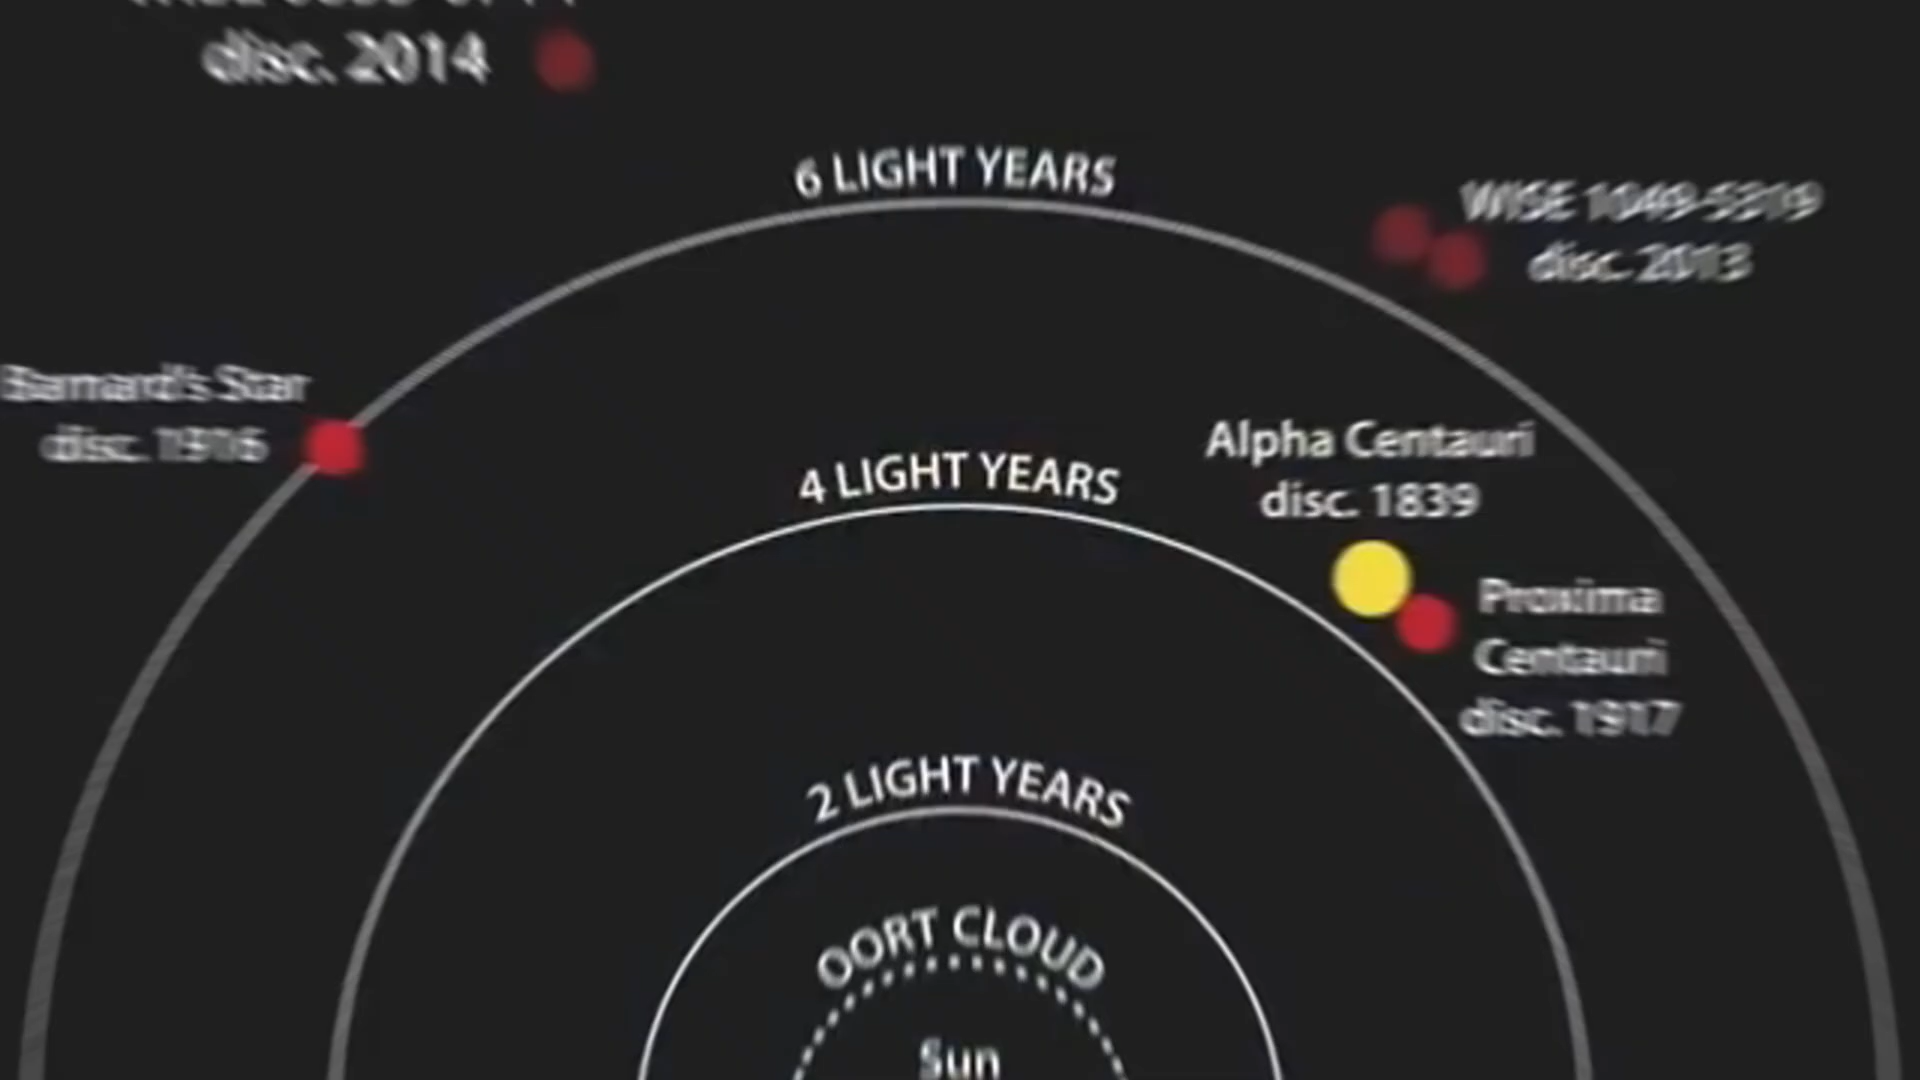 disc. 2014
6 LIGHT YEARS
WISE 1049-5319
disc. 2013
Barnard's Star
disc. 1916
Alpha Centauri
disc. 1839
4 LIGHT YEARS
Proxima
Centauri
disc. 1917
2 LIGHT YEARS
OORT CLOUD
Sun